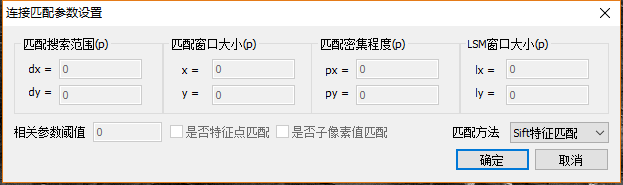 连接匹配参数设置
匹配搜索范围(p) 匹配窗口大小(p) 匹配密集程度(p) LSM窗口大小(p)
dx = 0 x = 0 px = 0 lx = 0
dy = 0 y = 0 py = 0 ly = 0
相关参数阈值 0 是否特征点匹配 是否子像素值匹配 匹配方法 Sift特征匹配
确定 取消